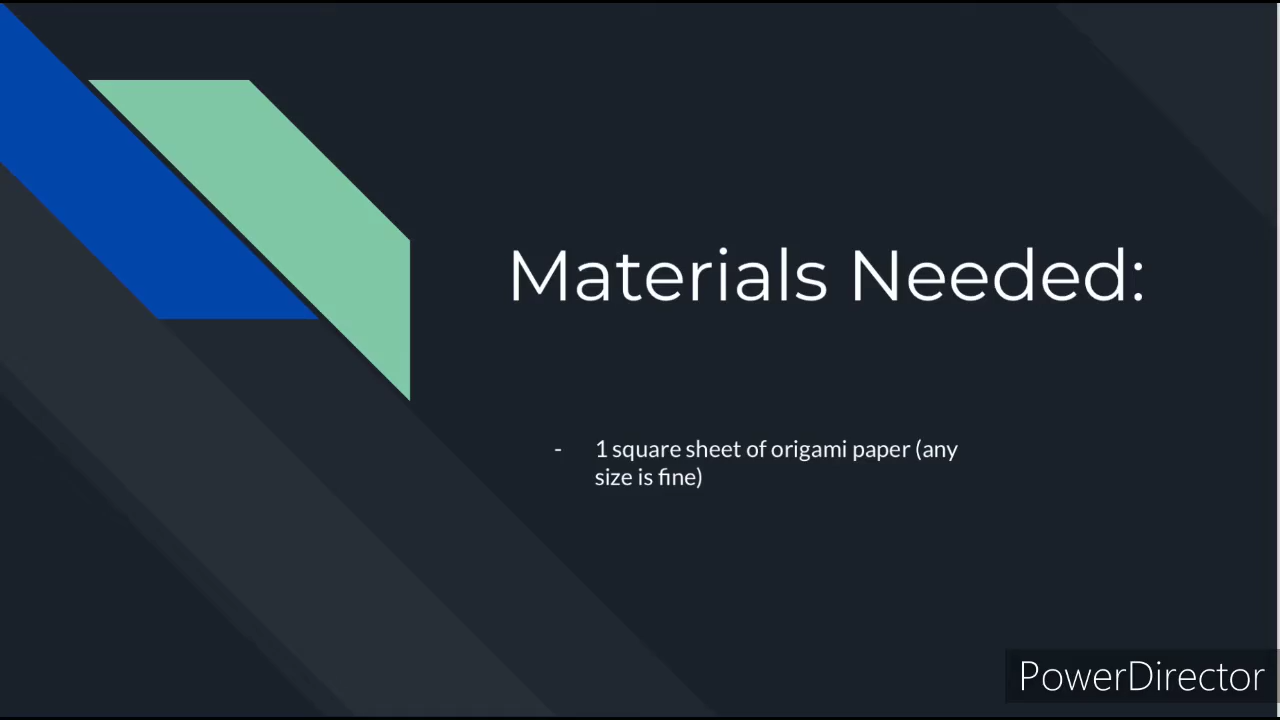 Materials Needed:
- 1 square sheet of origami paper (any
size is fine)
PowerDirector